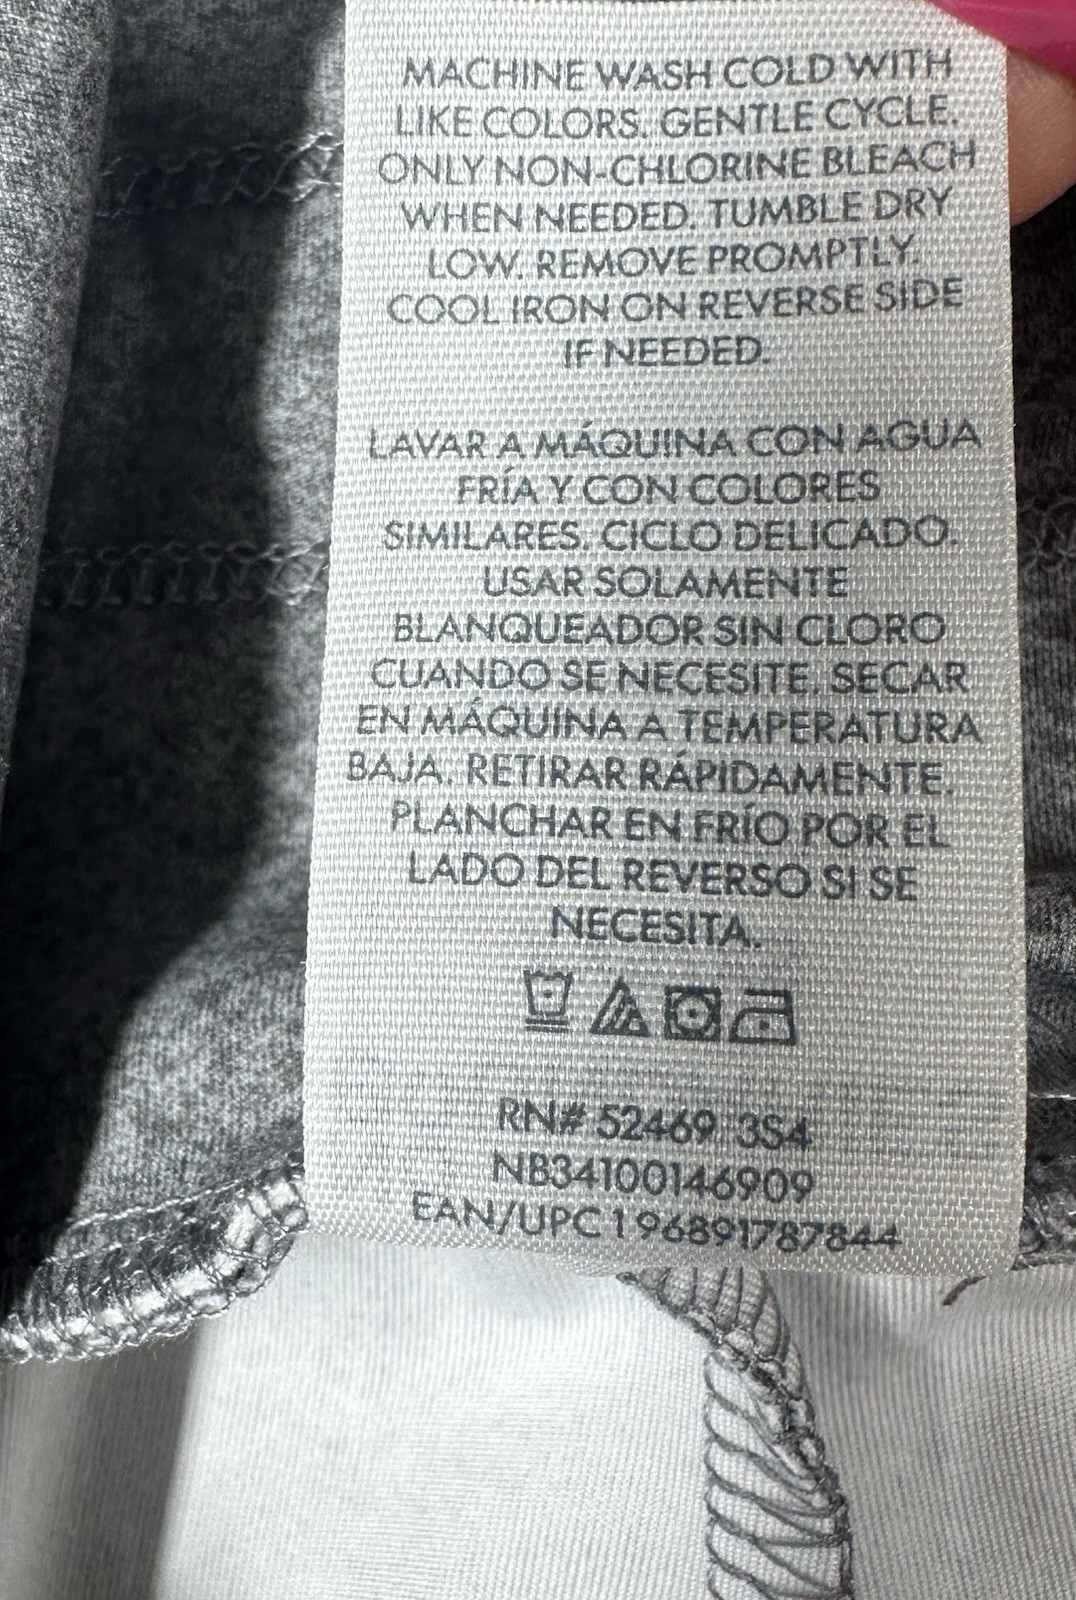 MACHINE WASH COLD WITH
LIKE COLORS. GENTLE CYCLE.
ONLY NON-CHLORINE BLEACH
WHEN NEEDED. TUMBLE DRY
LOW. REMOVE PROMPTLY.
COOL IRON ON REVERSE SIDE
IF NEEDED.
LAVAR A MÁQUINA CON AGUA
FRÍA Y CON COLORES
SIMILARES. CICLO DELICADO.
USAR SOLAMENTE
BLANQUEADOR SIN CLORO
CUANDO SE NECESITE. SECAR
EN MÁQUINA A TEMPERATURA
BAJA. RETIRAR RÁPIDAMENTE.
PLANCHAR EN FRÍO POR EL
LADO DEL REVERSO SI SE
NECESITA.
RN# 52469 3S4
NB34100146909
EAN/UPC 196891787844